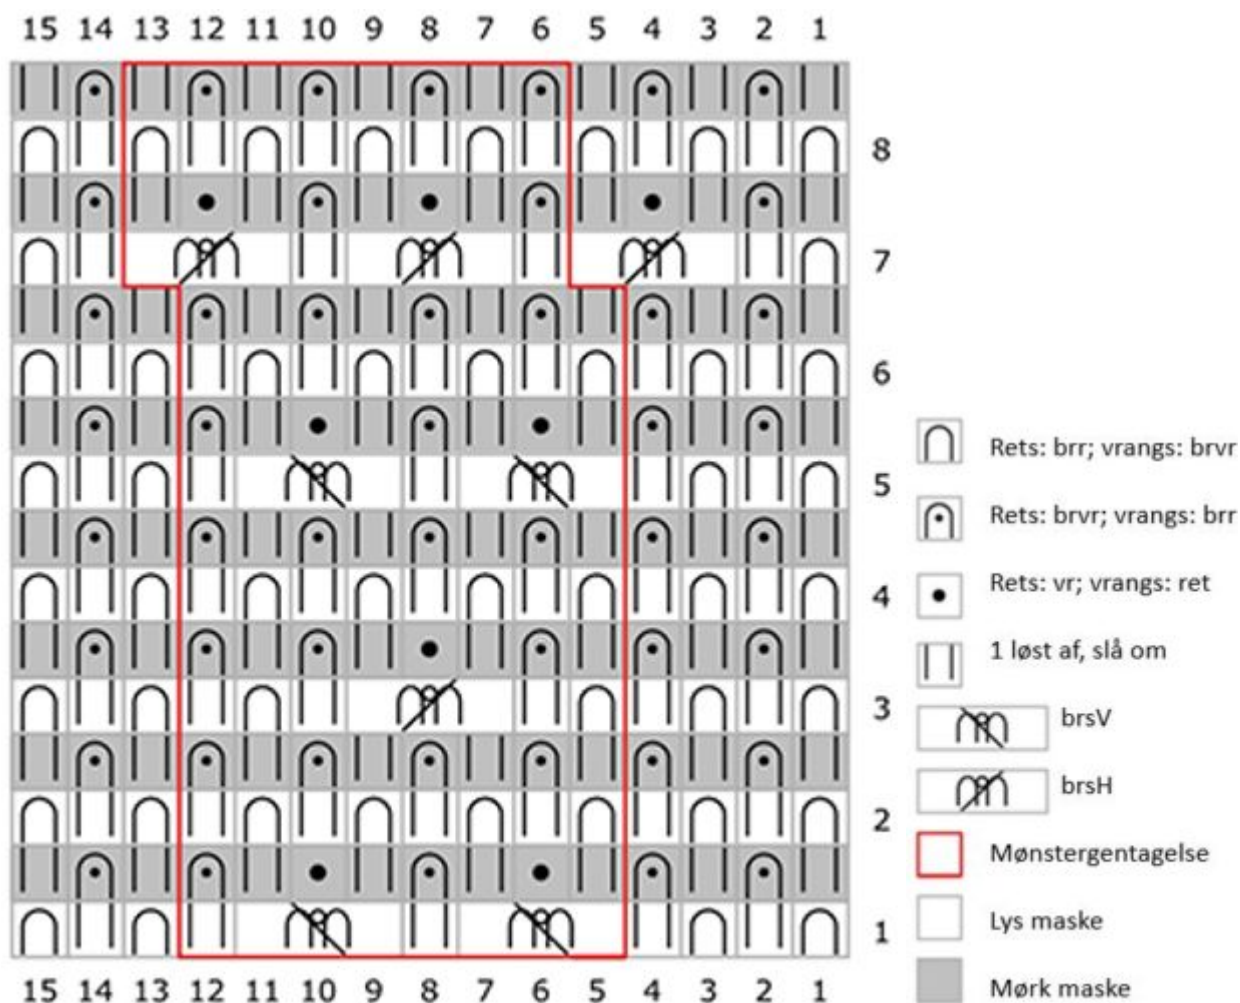 15 14 13 12 11 10 9 8 7 6 5 4 3 2 1
8
7
6
5
4
3
2
1
15 14 13 12 11 10 9 8 7 6 5 4 3 2 1
Rets: brr; vrangs: brvr
Rets: brvr; vrangs: brr
Rets: vr; vrangs: ret
1 løst af, slå om
brsV
brsH
Mønstergentagelse
Lys maske
Mørk maske